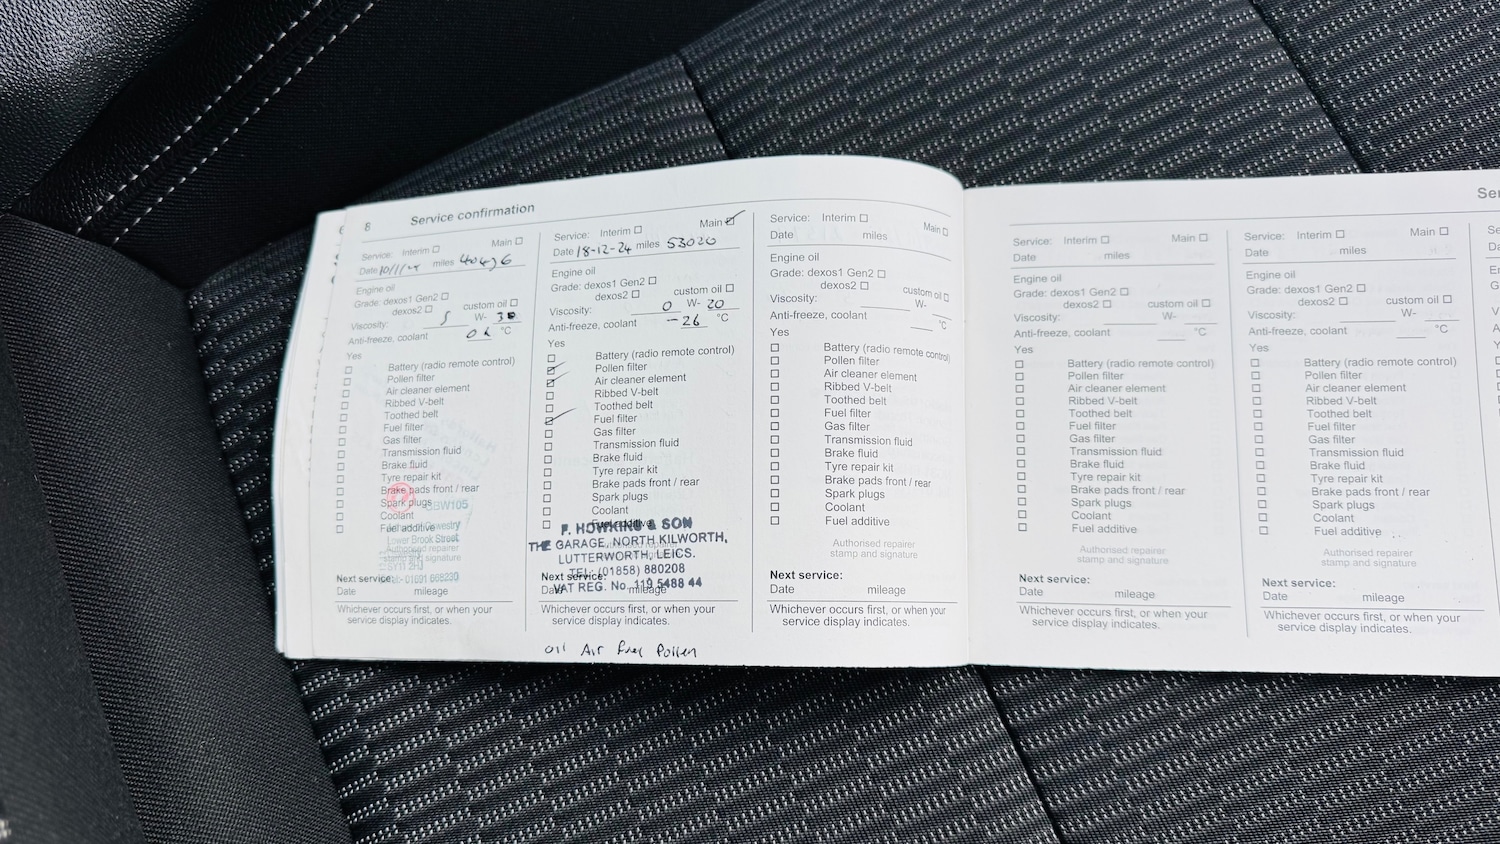 8 Service confirmation
Service: Interim Main
Date 10/11/ miles 40496
Engine oil
Grade: dexos1 Gen2
dexos2 custom oil
Viscosity: 5 W- 30
Anti-freeze, coolant Ok °C
Yes
Battery (radio remote control)
Pollen filter
Air cleaner element
Ribbed V-belt
Toothed belt
Fuel filter
Gas filter
Transmission fluid
Brake fluid
Tyre repair kit
Brake pads front / rear
Spark plugs
Coolant
Fuel additive
Lower Brook Street
Authorised repairer
stamp and signature
Next service:
Date mileage
Whichever occurs first, or when your
service display indicates.
Service: Interim Main
Date 18-12-24 miles 53020
Engine oil
Grade: dexos1 Gen2
dexos2 custom oil
Viscosity: 0 W- 20
Anti-freeze, coolant -26 °C
Yes
Battery (radio remote control)
Pollen filter
Air cleaner element
Ribbed V-belt
Toothed belt
Fuel filter
Gas filter
Transmission fluid
Brake fluid
Tyre repair kit
Brake pads front / rear
Spark plugs
Coolant
Fuel additive
F. HOWKINS & SON
THE GARAGE, NORTH KILWORTH,
LUTTERWORTH, LEICS.
TEL: (01858) 880208
VAT REG. No. 119 5488 44
Next service:
Date mileage
Whichever occurs first, or when your
service display indicates.
oil Air Fuel Pollen
Service: Interim Main
Date miles
Engine oil
Grade: dexos1 Gen2
dexos2 custom oil
Viscosity: W-
Anti-freeze, coolant °C
Yes
Battery (radio remote control)
Pollen filter
Air cleaner element
Ribbed V-belt
Toothed belt
Fuel filter
Gas filter
Transmission fluid
Brake fluid
Tyre repair kit
Brake pads front / rear
Spark plugs
Coolant
Fuel additive
Authorised repairer
stamp and signature
Next service:
Date mileage
Whichever occurs first, or when your
service display indicates.
Service: Interim Main
Date miles
Engine oil
Grade: dexos1 Gen2
dexos2 custom oil
Viscosity: W-
Anti-freeze, coolant °C
Yes
Battery (radio remote control)
Pollen filter
Air cleaner element
Ribbed V-belt
Toothed belt
Fuel filter
Gas filter
Transmission fluid
Brake fluid
Tyre repair kit
Brake pads front / rear
Spark plugs
Coolant
Fuel additive
Authorised repairer
stamp and signature
Next service:
Date mileage
Whichever occurs first, or when your
service display indicates.
Service: Interim Main
Date miles
Engine oil
Grade: dexos1 Gen2
dexos2 custom oil
Viscosity: W-
Anti-freeze, coolant °C
Yes
Battery (radio remote control)
Pollen filter
Air cleaner element
Ribbed V-belt
Toothed belt
Fuel filter
Gas filter
Transmission fluid
Brake fluid
Tyre repair kit
Brake pads front / rear
Spark plugs
Coolant
Fuel additive
Authorised repairer
stamp and signature
Next service:
Date mileage
Whichever occurs first, or when your
service display indicates.